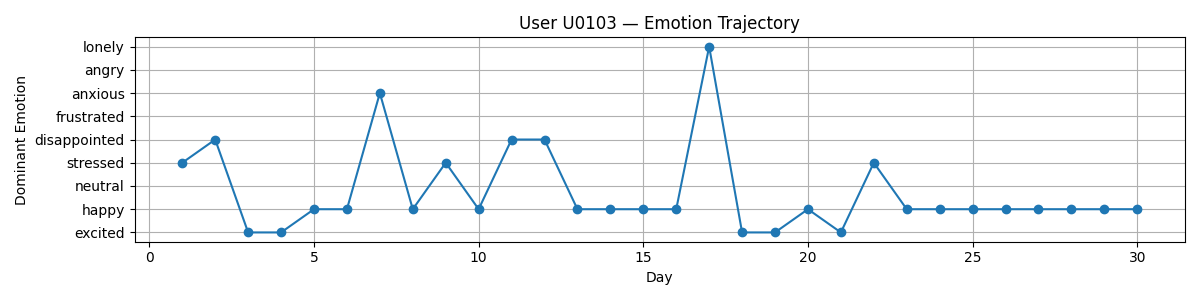 User U0103 — Emotion Trajectory
Dominant Emotion
lonely
angry
anxious
frustrated
disappointed
stressed
neutral
happy
excited
0 5 10 15 20 25 30
Day